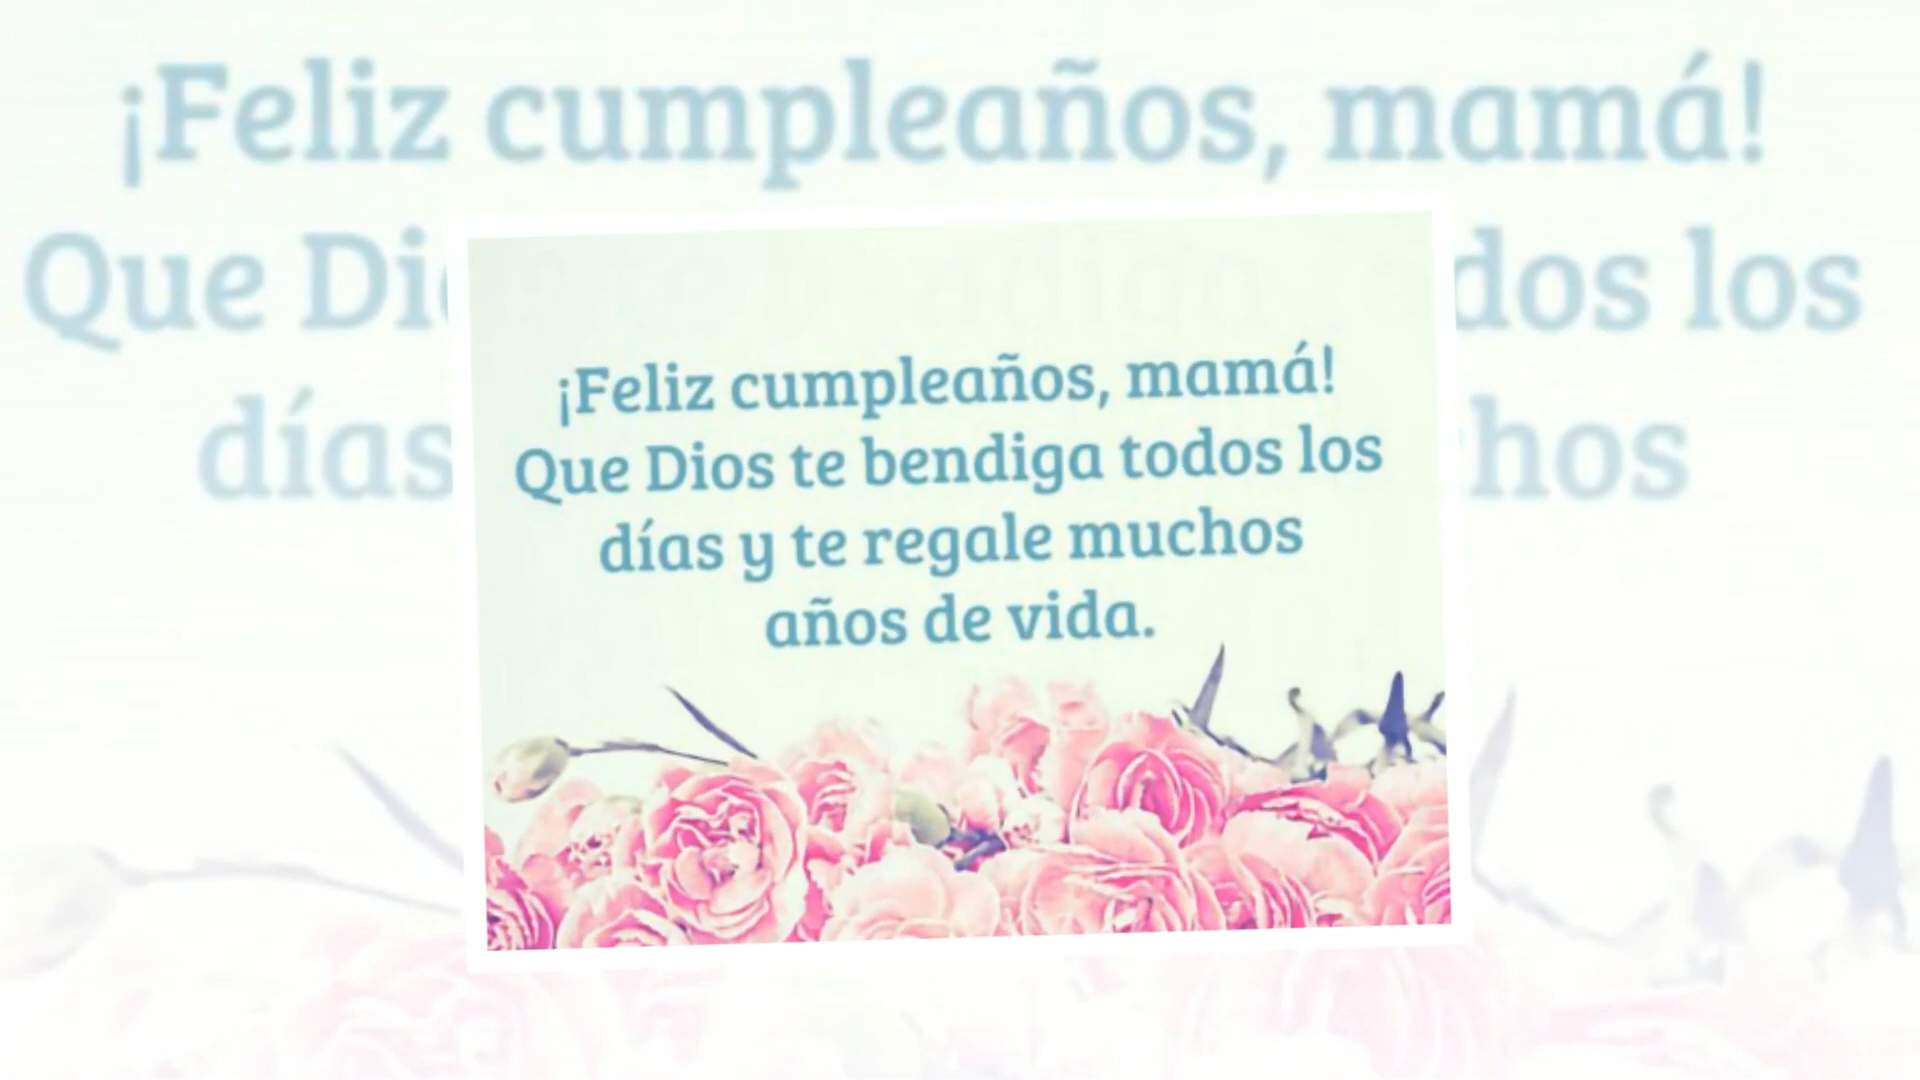 ¡Feliz cumpleaños, mamá!
Que Dios te bendiga todos los
días y te regale muchos
años de vida.